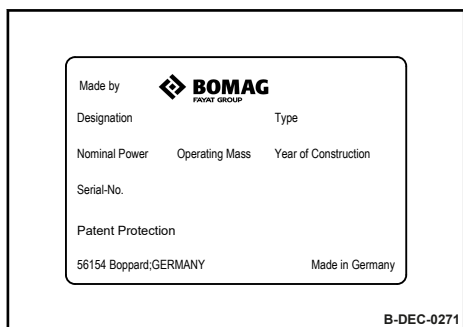 Made by BOMAG
FAYAT GROUP
Designation Type
Nominal Power Operating Mass Year of Construction
Serial-No.
Patent Protection
56154 Boppard;GERMANY Made in Germany
B-DEC-0271